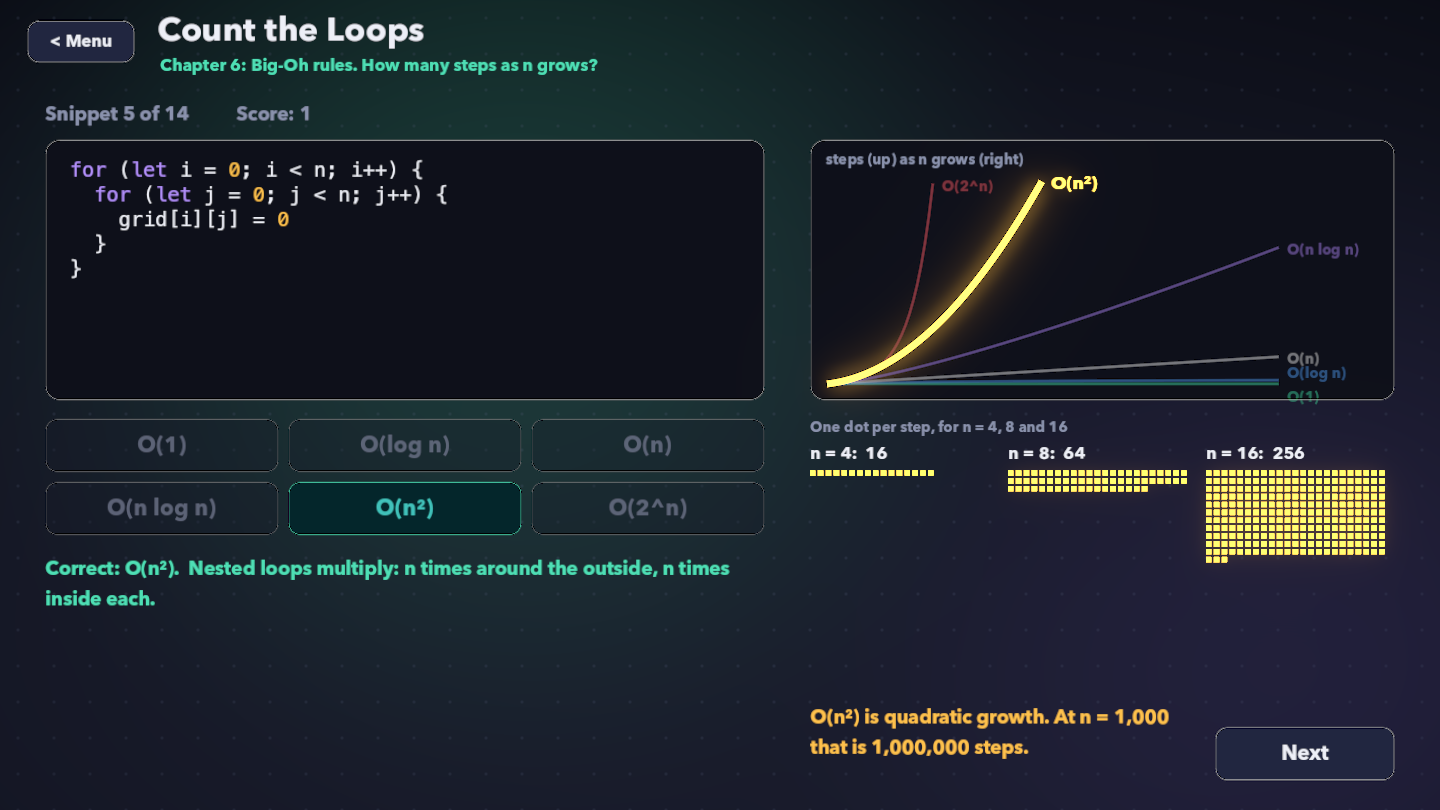 < Menu
Count the Loops
Chapter 6: Big-Oh rules. How many steps as n grows?
Snippet 5 of 14
Score: 1
for (let i = 0; i < n; i++) {
  for (let j = 0; j < n; j++) {
    grid[i][j] = 0
  }
}
O(1)
O(log n)
O(n)
O(n log n)
O(n²)
O(2^n)
Correct: O(n²). Nested loops multiply: n times around the outside, n times
inside each.
steps (up) as n grows (right)
O(2^n)
O(n²)
O(n log n)
O(n)
O(log n)
O(1)
One dot per step, for n = 4, 8 and 16
n = 4: 16
n = 8: 64
n = 16: 256
O(n²) is quadratic growth. At n = 1,000
that is 1,000,000 steps.
Next